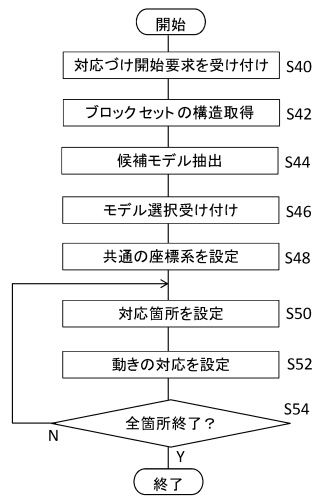 開始
対応づけ開始要求を受け付け S40
ブロックセットの構造取得 S42
候補モデル抽出 S44
モデル選択受け付け S46
共通の座標系を設定 S48
対応箇所を設定 S50
動きの対応を設定 S52
全箇所終了？ S54
N
Y
終了